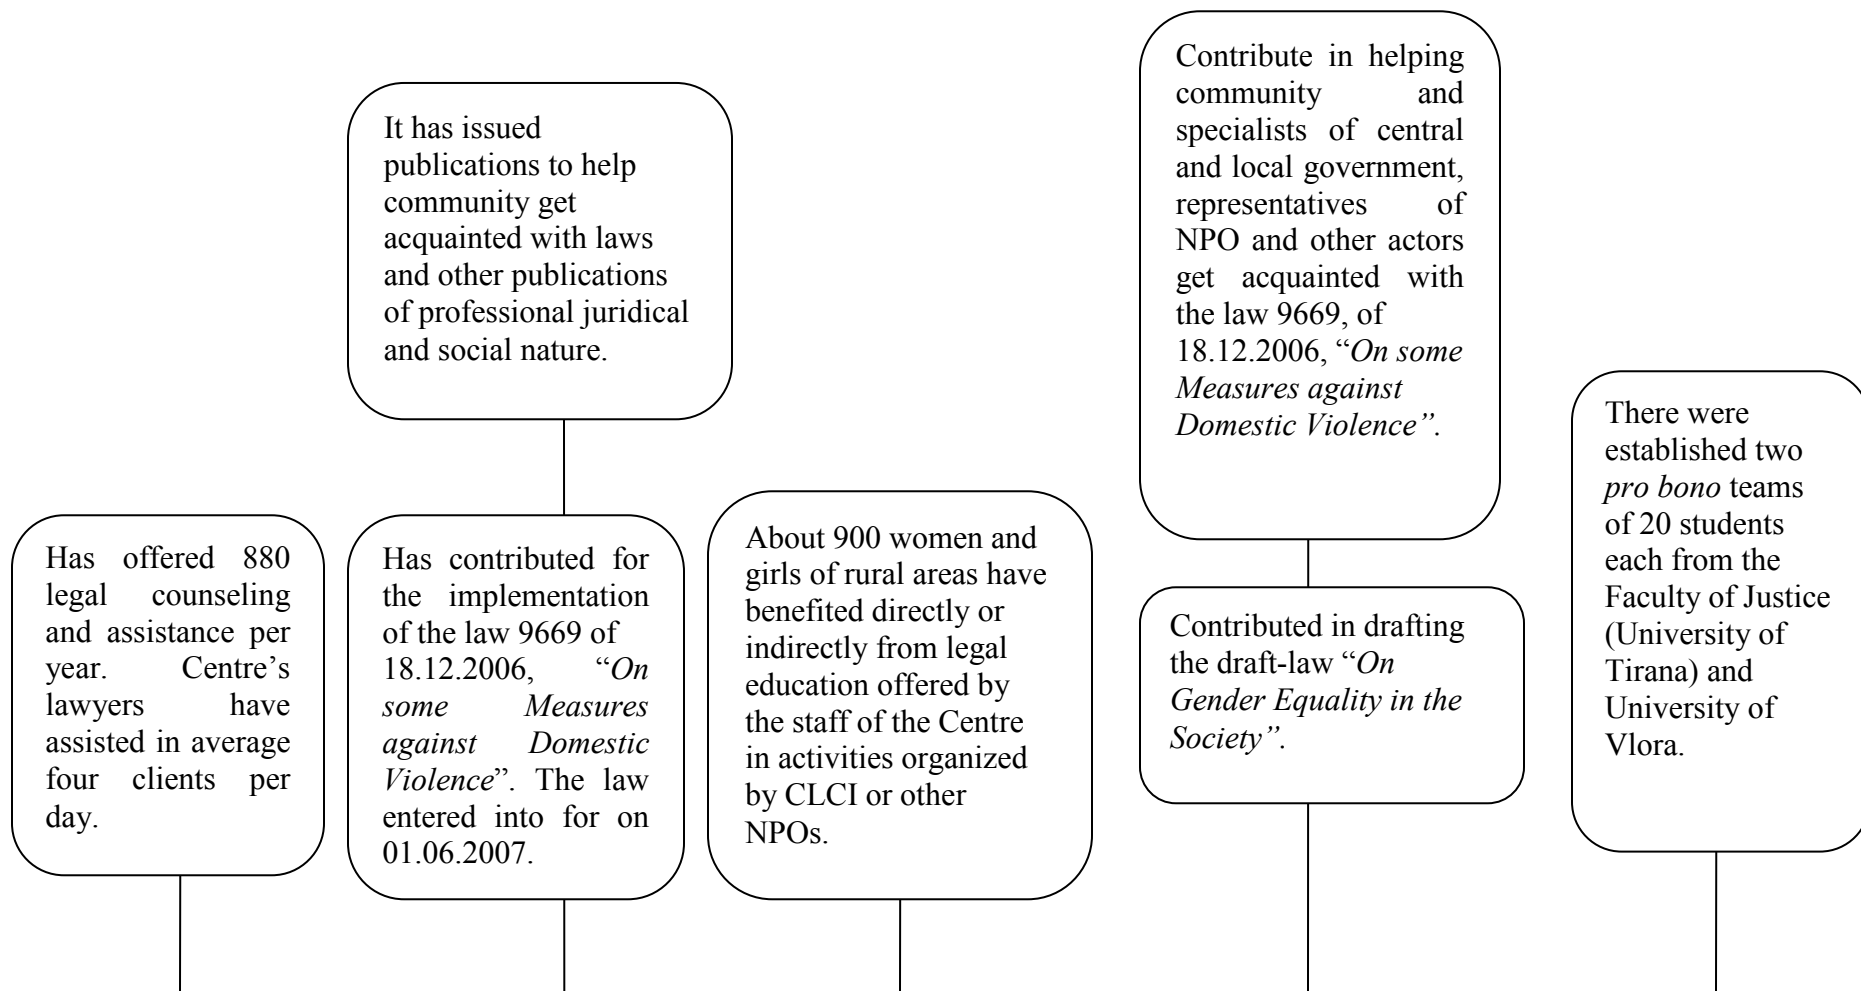 It has issued
publications to help
community get
acquainted with laws
and other publications
of professional juridical
and social nature.
Contribute in helping
community and
specialists of central
and local government,
representatives of
NPO and other actors
get acquainted with
the law 9669, of
18.12.2006, “On some
Measures against
Domestic Violence”.
Has offered 880
legal counseling
and assistance per
year. Centre’s
lawyers have
assisted in average
four clients per
day.
Has contributed for
the implementation
of the law 9669 of
18.12.2006, “On
some Measures
against Domestic
Violence”. The law
entered into for on
01.06.2007.
About 900 women and
girls of rural areas have
benefited directly or
indirectly from legal
education offered by
the staff of the Centre
in activities organized
by CLCI or other
NPOs.
Contributed in drafting
the draft-law “On
Gender Equality in the
Society”.
There were
established two
pro bono teams
of 20 students
each from the
Faculty of Justice
(University of
Tirana) and
University of
Vlora.